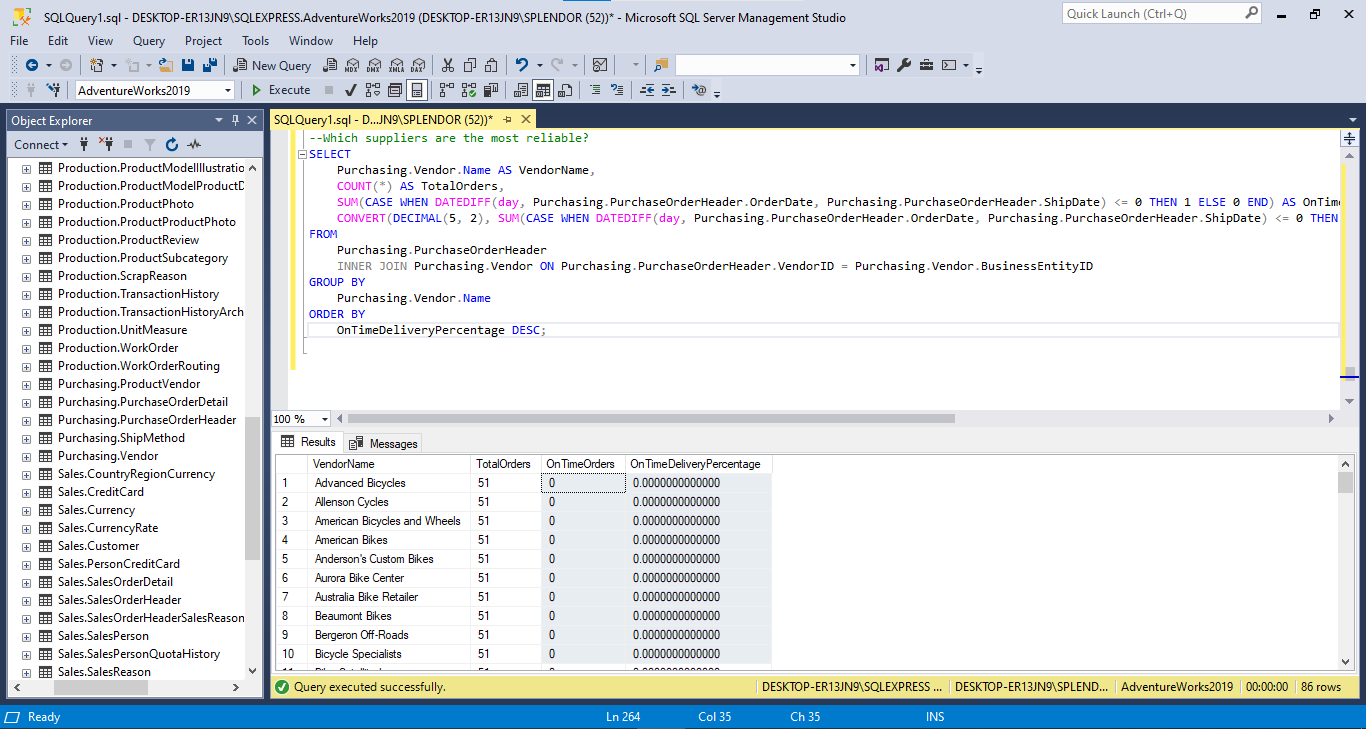 SQLQuery1.sql - DESKTOP-ER13JN9\SQLEXPRESS.AdventureWorks2019 (DESKTOP-ER13JN9\SPLENDOR (52))* - Microsoft SQL Server Management Studio
Quick Launch (Ctrl+Q)
File Edit View Query Project Tools Window Help
New Query MDX DMX XMLA DAX
AdventureWorks2019 Execute
Object Explorer
Connect
Production.ProductModelIllustratio
Production.ProductModelProductD
Production.ProductPhoto
Production.ProductProductPhoto
Production.ProductReview
Production.ProductSubcategory
Production.ScrapReason
Production.TransactionHistory
Production.TransactionHistoryArch
Production.UnitMeasure
Production.WorkOrder
Production.WorkOrderRouting
Purchasing.ProductVendor
Purchasing.PurchaseOrderDetail
Purchasing.PurchaseOrderHeader
Purchasing.ShipMethod
Purchasing.Vendor
Sales.CountryRegionCurrency
Sales.CreditCard
Sales.Currency
Sales.CurrencyRate
Sales.Customer
Sales.PersonCreditCard
Sales.SalesOrderDetail
Sales.SalesOrderHeader
Sales.SalesOrderHeaderSalesReason
Sales.SalesPerson
Sales.SalesPersonQuotaHistory
Sales.SalesReason
SQLQuery1.sql - D...JN9\SPLENDOR (52))*
--Which suppliers are the most reliable?
SELECT
Purchasing.Vendor.Name AS VendorName,
COUNT(*) AS TotalOrders,
SUM(CASE WHEN DATEDIFF(day, Purchasing.PurchaseOrderHeader.OrderDate, Purchasing.PurchaseOrderHeader.ShipDate) <= 0 THEN 1 ELSE 0 END) AS OnTime
CONVERT(DECIMAL(5, 2), SUM(CASE WHEN DATEDIFF(day, Purchasing.PurchaseOrderHeader.OrderDate, Purchasing.PurchaseOrderHeader.ShipDate) <= 0 THEN
FROM
Purchasing.PurchaseOrderHeader
INNER JOIN Purchasing.Vendor ON Purchasing.PurchaseOrderHeader.VendorID = Purchasing.Vendor.BusinessEntityID
GROUP BY
Purchasing.Vendor.Name
ORDER BY
OnTimeDeliveryPercentage DESC;
100 %
Results Messages
VendorName TotalOrders OnTimeOrders OnTimeDeliveryPercentage
1 Advanced Bicycles 51 0 0.0000000000000
2 Allenson Cycles 51 0 0.0000000000000
3 American Bicycles and Wheels 51 0 0.0000000000000
4 American Bikes 51 0 0.0000000000000
5 Anderson's Custom Bikes 51 0 0.0000000000000
6 Aurora Bike Center 51 0 0.0000000000000
7 Australia Bike Retailer 51 0 0.0000000000000
8 Beaumont Bikes 51 0 0.0000000000000
9 Bergeron Off-Roads 51 0 0.0000000000000
10 Bicycle Specialists 51 0 0.0000000000000
Query executed successfully. DESKTOP-ER13JN9\SQLEXPRESS ... DESKTOP-ER13JN9\SPLEND... AdventureWorks2019 00:00:00 86 rows
Ready Ln 264 Col 35 Ch 35 INS